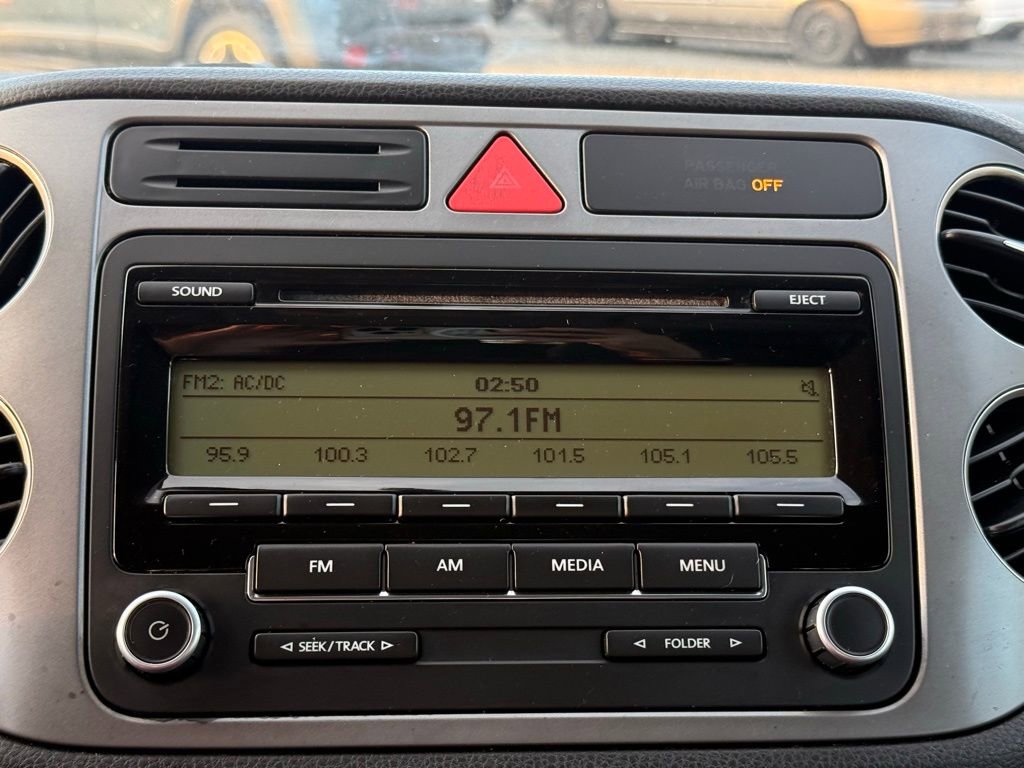 PASSENGER
AIR BAG OFF
SOUND
EJECT
FM2: AC/DC 02:50
97.1FM
95.9 100.3 102.7 101.5 105.1 105.5
FM AM MEDIA MENU
SEEK/TRACK FOLDER